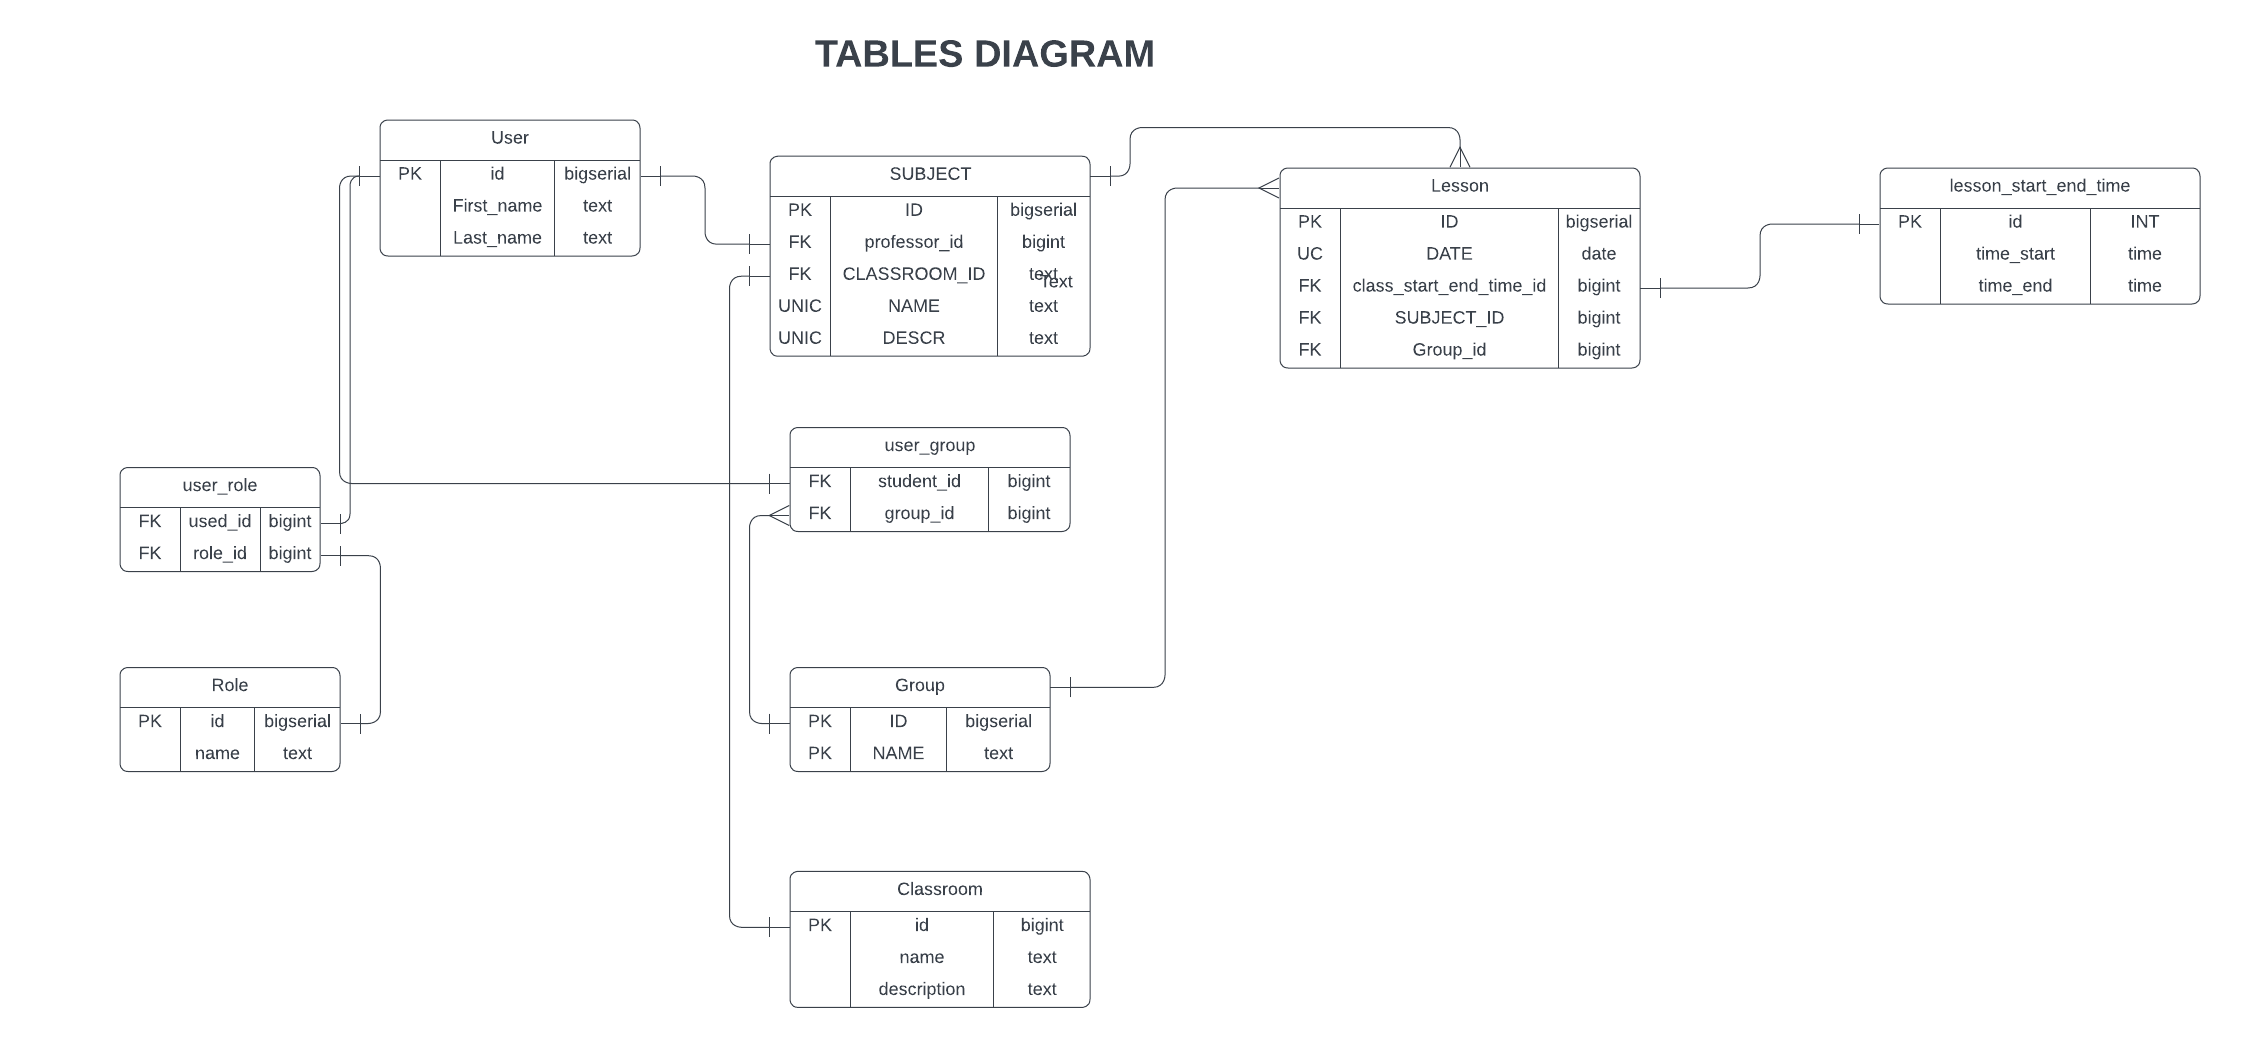 TABLES DIAGRAM
User
PK id bigserial
First_name text
Last_name text
SUBJECT
PK ID bigserial
FK professor_id bigint
FK CLASSROOM_ID text
Text
UNIC NAME text
UNIC DESCR text
Lesson
PK ID bigserial
UC DATE date
FK class_start_end_time_id bigint
FK SUBJECT_ID bigint
FK Group_id bigint
lesson_start_end_time
PK id INT
time_start time
time_end time
user_group
FK student_id bigint
FK group_id bigint
user_role
FK used_id bigint
FK role_id bigint
Role
PK id bigserial
name text
Group
PK ID bigserial
PK NAME text
Classroom
PK id bigint
name text
description text